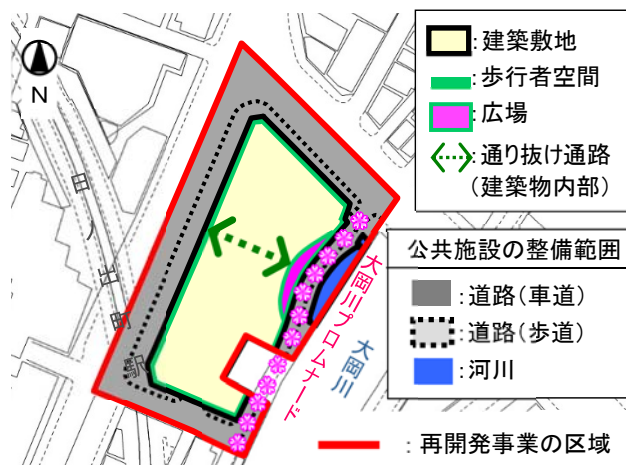 :建築敷地
:歩行者空間
:広場
:通り抜け通路
(建築物内部)
公共施設の整備範囲
:道路(車道)
:道路(歩道)
:河川
:再開発事業の区域
N
日ノ出町駅
大岡川プロムナード
大岡川